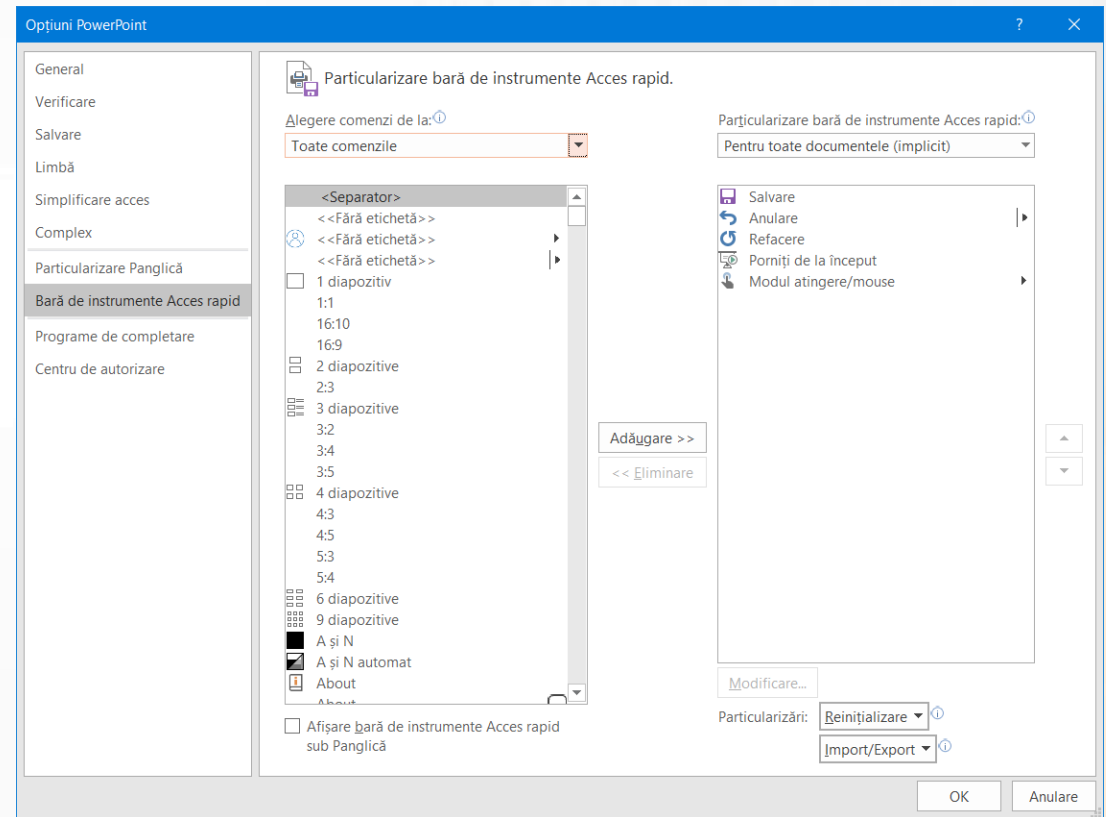 Opțiuni PowerPoint
?
General
Verificare
Salvare
Limbă
Simplificare acces
Complex
Particularizare Panglică
Bară de instrumente Acces rapid
Programe de completare
Centru de autorizare
Particularizare bară de instrumente Acces rapid.
Alegere comenzi de la:
Toate comenzile
<Separator>
<<Fără etichetă>>
<<Fără etichetă>>
<<Fără etichetă>>
1 diapozitiv
1:1
16:10
16:9
2 diapozitive
2:3
3 diapozitive
3:2
3:4
3:5
4 diapozitive
4:3
4:5
5:3
5:4
6 diapozitive
9 diapozitive
A și N
A și N automat
About
About
Afișare bară de instrumente Acces rapid
sub Panglică
Adăugare >>
<< Eliminare
Particularizare bară de instrumente Acces rapid:
Pentru toate documentele (implicit)
Salvare
Anulare
Refacere
Porniți de la început
Modul atingere/mouse
Modificare...
Particularizări:
Reinițializare
Import/Export
OK
Anulare